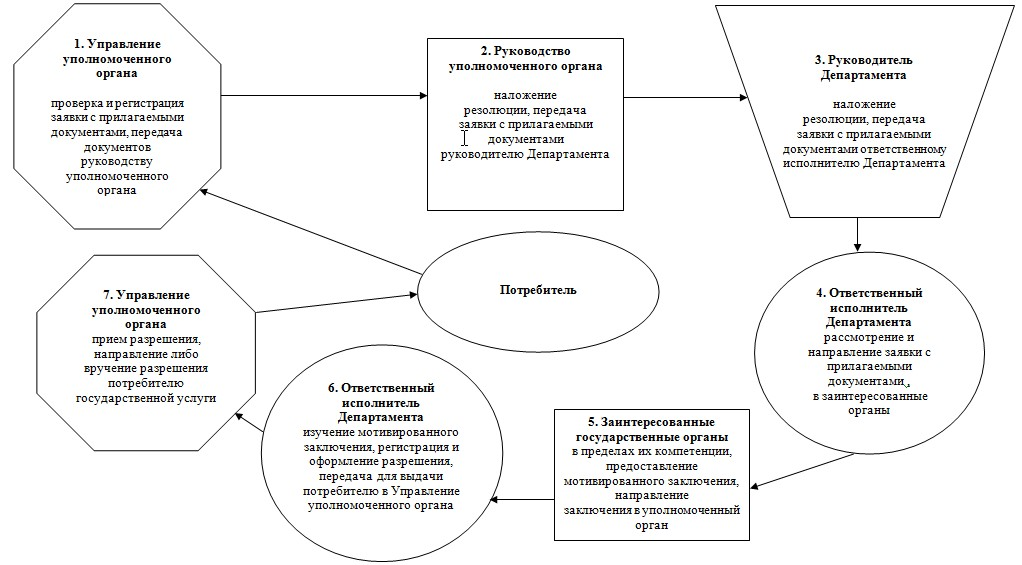 1. Управление
уполномоченного
органа
проверка и регистрация
заявки с прилагаемыми
документами, передача
документов
руководству
уполномоченного
органа
2. Руководство
уполномоченного органа
наложение
резолюции, передача
заявки с прилагаемыми
документами
руководителю Департамента
3. Руководитель
Департамента
наложение
резолюции, передача
заявки с прилагаемыми
документами ответственному
исполнителю Департамента
4. Ответственный
исполнитель
Департамента
рассмотрение и
направление заявки с
прилагаемыми
документами,,
в заинтересованные
органы
5. Заинтересованные
государственные органы
в пределах их компетенции,
предоставление
мотивированного заключения,
направление
заключения в уполномоченный
орган
6. Ответственный
исполнитель
Департамента
изучение мотивированного
заключения, регистрация и
оформление разрешения,
передача для выдачи
потребителю в Управление
уполномоченного органа
7. Управление
уполномоченного
органа
прием разрешения,
направление либо
вручение разрешения
потребителю
государственной услуги
Потребитель